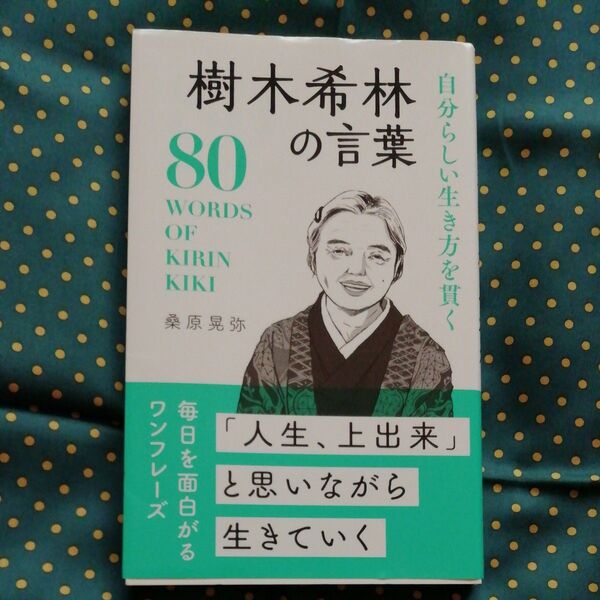 自分らしい生き方を貫く
樹木希林
の言葉
80
WORDS
OF
KIRIN
KIKI
桑原晃弥
毎日を面白がる
ワンフレーズ
「人生、上出来」
と思いながら
生きていく